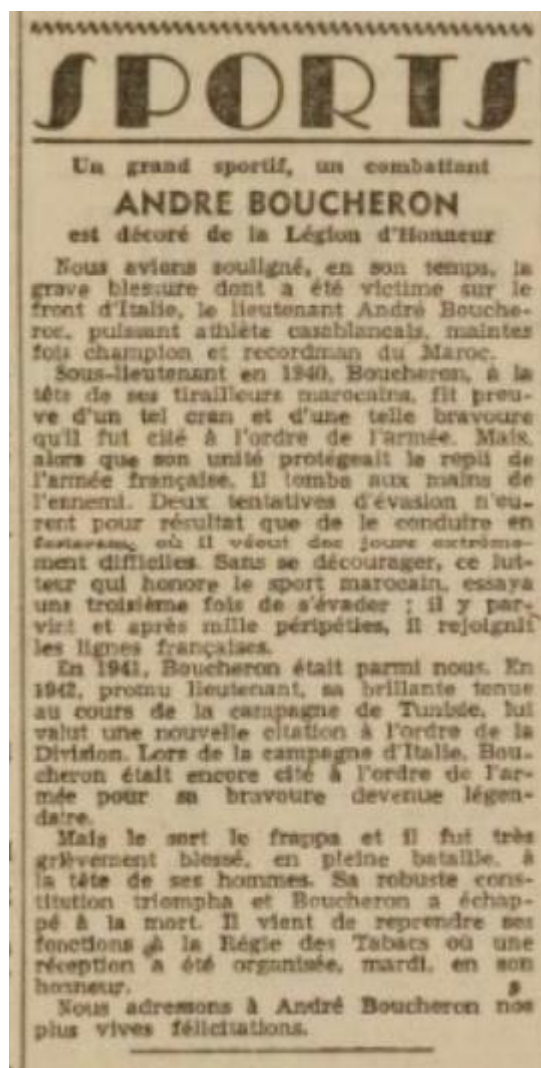 SPORTS
Un grand sportif, un combattant
ANDRE BOUCHERON
est décoré de la Légion d'Honneur
Nous avions souligné, en son temps, la
grave blessure dont a été victime sur le
front d'Italie, le lieutenant André Bouche-
ron, puissant athlète casablancais, maintes
fois champion et recordman du Maroc.
Sous-lieutenant en 1940, Boucheron, à la
tête de ses tirailleurs marocains, fit preu-
ve d'un tel cran et d'une telle bravoure
qu'il fut cité à l'ordre de l'armée. Mais,
alors que son unité protégeait le repli de
l'armée française, il tomba aux mains de
l'ennemi. Deux tentatives d'évasion n'eu-
rent pour résultat que de le conduire en
forteresse, où il vécut des jours extrême-
ment difficiles. Sans se décourager, ce lut-
teur qui honore le sport marocain, essaya
une troisième fois de s'évader ; il y par-
vint et après mille péripéties, il rejoignit
les lignes françaises.
En 1941, Boucheron était parmi nous. En
1942, promu lieutenant, sa brillante tenue
au cours de la campagne de Tunisie, lui
valut une nouvelle citation à l'ordre de la
Division. Lors de la campagne d'Italie, Bou-
cheron était encore cité à l'ordre de l'ar-
mée pour sa bravoure devenue légen-
daire.
Mais le sort le frappa et il fut très
grièvement blessé, en pleine bataille, à
la tête de ses hommes. Sa robuste cons-
titution triompha et Boucheron a échap-
pé à la mort. Il vient de reprendre ses
fonctions à la Régie des Tabacs où une
réception a été organisée, mardi, en son
honneur.
Nous adressons à André Boucheron nos
plus vives félicitations.